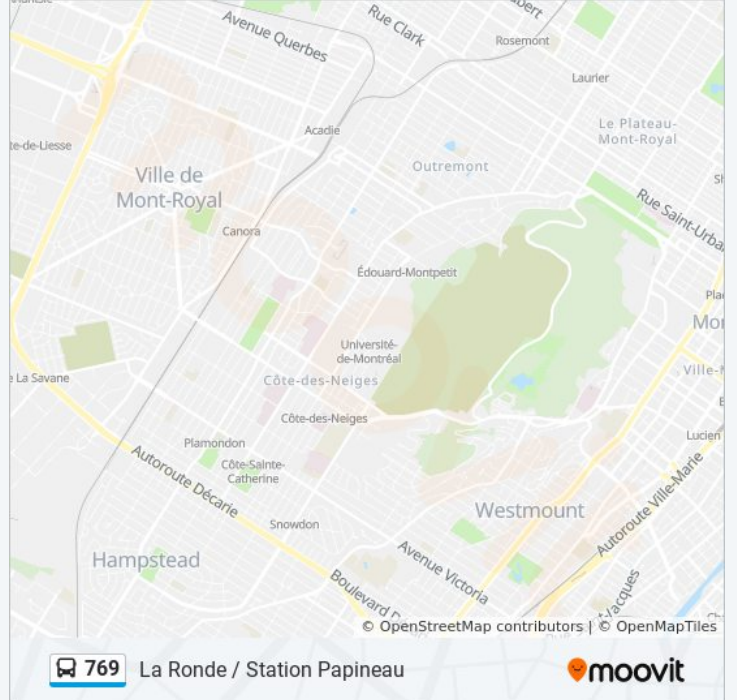 Avenue Querbes
Rue Clark
Rosemont
Laurier
Le Plateau-
Mont-Royal
Acadie
te-de-Liesse
Outremont
Ville de
Mont-Royal
Rue Saint-Urba
Canora
Édouard-Montpetit
Université-
de-Montréal
Côte-des-Neiges
e La Savane
Côte-des-Neiges
Plamondon
Côte-Sainte-
Catherine
Lucien
Autoroute Décarie
Autoroute Ville-Marie
Westmount
Snowdon
Hampstead
Avenue Victoria
© OpenStreetMap contributors | © OpenMapTiles
769 La Ronde / Station Papineau
moovit